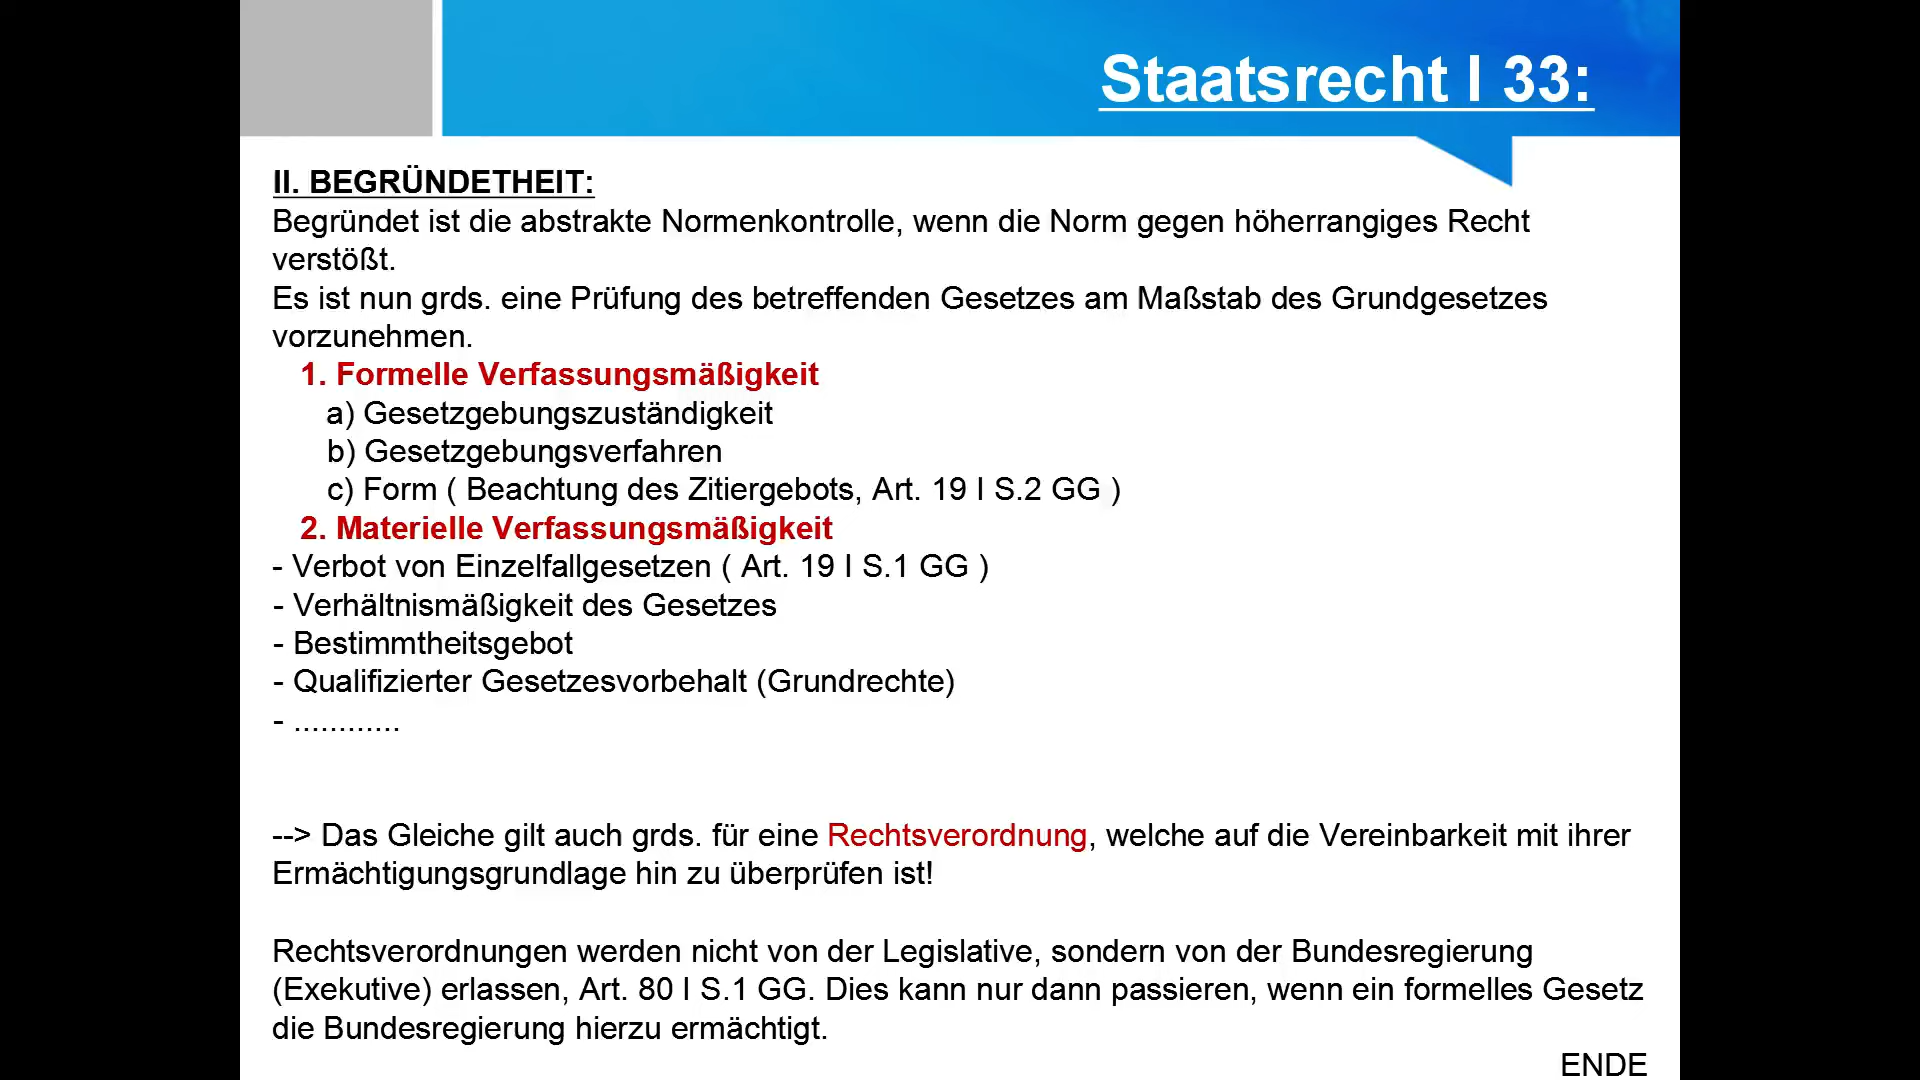 Staatsrecht I 33:
II. BEGRÜNDETHEIT:
Begründet ist die abstrakte Normenkontrolle, wenn die Norm gegen höherrangiges Recht
verstößt.
Es ist nun grds. eine Prüfung des betreffenden Gesetzes am Maßstab des Grundgesetzes
vorzunehmen.
1. Formelle Verfassungsmäßigkeit
a) Gesetzgebungszuständigkeit
b) Gesetzgebungsverfahren
c) Form ( Beachtung des Zitiergebots, Art. 19 I S.2 GG )
2. Materielle Verfassungsmäßigkeit
- Verbot von Einzelfallgesetzen ( Art. 19 I S.1 GG )
- Verhältnismäßigkeit des Gesetzes
- Bestimmtheitsgebot
- Qualifizierter Gesetzesvorbehalt (Grundrechte)
- ............
--> Das Gleiche gilt auch grds. für eine Rechtsverordnung, welche auf die Vereinbarkeit mit ihrer
Ermächtigungsgrundlage hin zu überprüfen ist!
Rechtsverordnungen werden nicht von der Legislative, sondern von der Bundesregierung
(Exekutive) erlassen, Art. 80 I S.1 GG. Dies kann nur dann passieren, wenn ein formelles Gesetz
die Bundesregierung hierzu ermächtigt.
ENDE